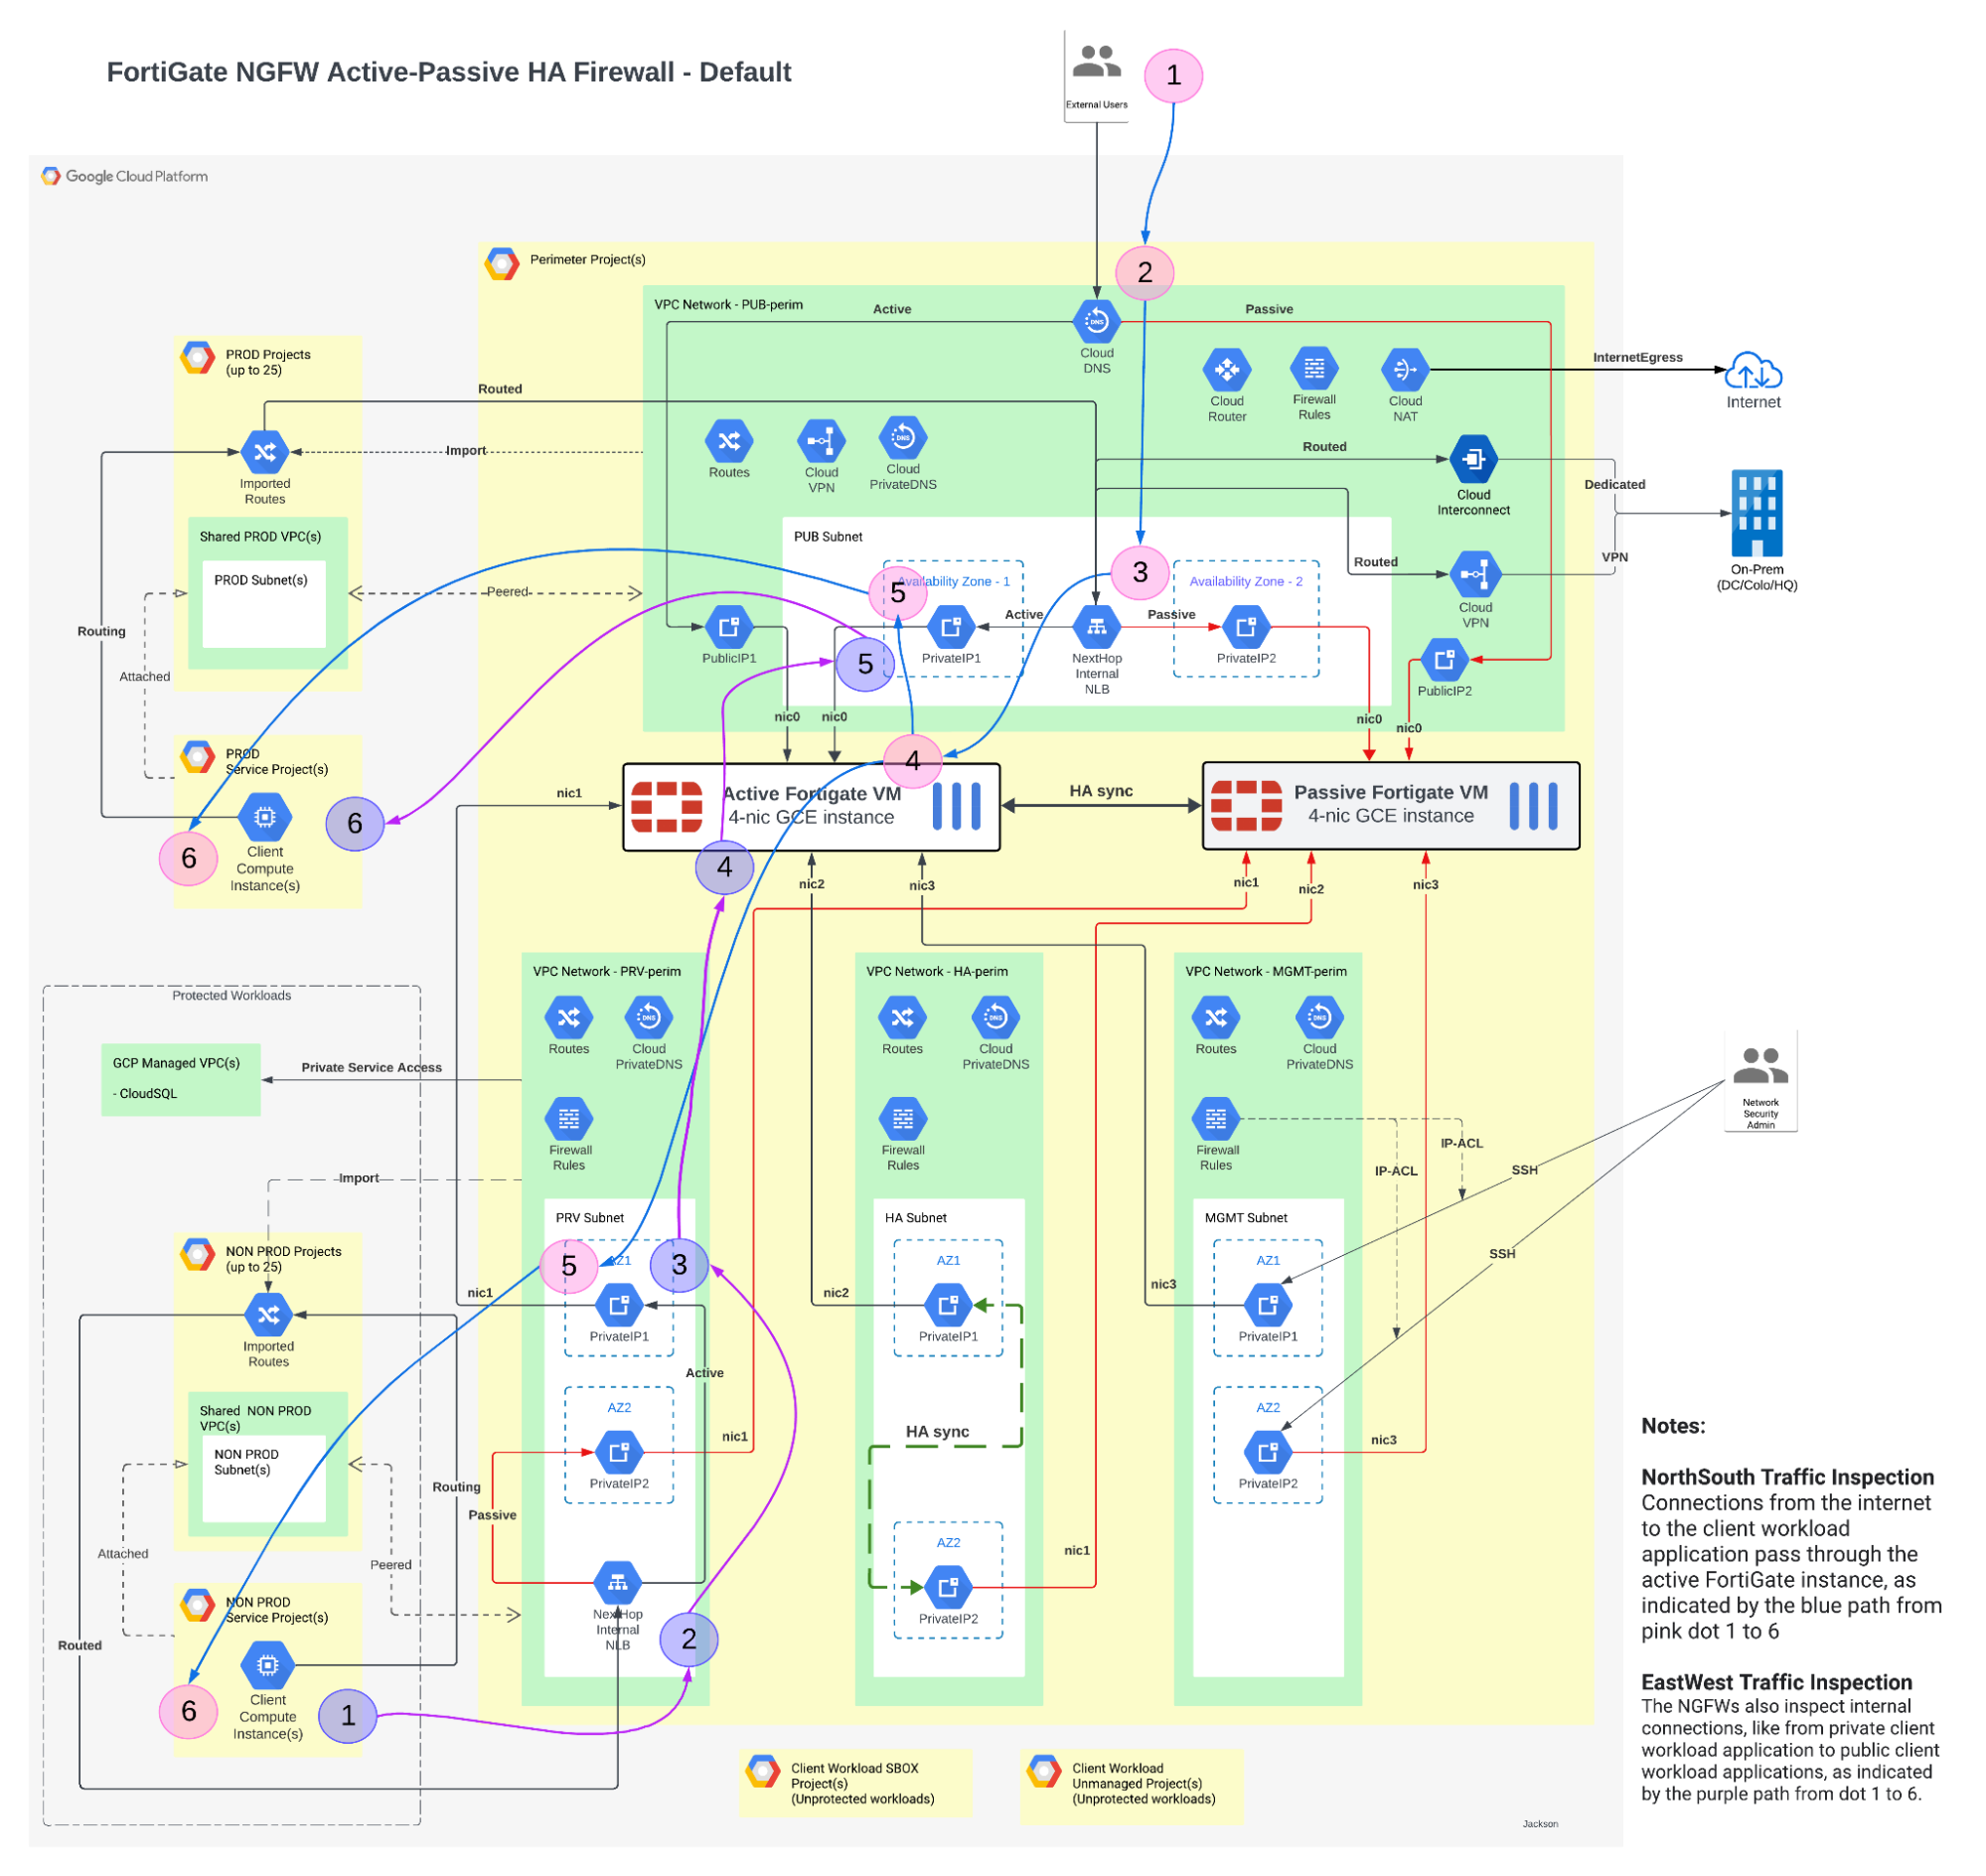 FortiGate NGFW Active-Passive HA Firewall - Default
External Users
1
Google Cloud Platform
Perimeter Project(s)
2
VPC Network - PUB-perim
Active
Passive
Cloud
DNS
Cloud
Router
Firewall
Rules
Cloud
NAT
InternetEgress
Internet
PROD Projects
(up to 25)
Routed
Import
Imported
Routes
Routes
Cloud
VPN
Cloud
PrivateDNS
Routed
Cloud
Interconnect
Dedicated
VPN
On-Prem
(DC/Colo/HQ)
Shared PROD VPC(s)
PROD Subnet(s)
Peered
Routing
Attached
PUB Subnet
Availability Zone - 1
5
3
Availability Zone - 2
Routed
Cloud
VPN
PublicIP1
Active
PrivateIP1
5
NextHop
Internal
NLB
Passive
PrivateIP2
PublicIP2
nic0
nic0
nic0
nic0
PROD
Service Project(s)
Client
Compute
Instance(s)
6
6
nic1
4
Active Fortigate VM
4-nic GCE instance
HA sync
Passive Fortigate VM
4-nic GCE instance
4
nic2
nic3
nic1
nic2
nic3
Protected Workloads
GCP Managed VPC(s)
- CloudSQL
Private Service Access
VPC Network - PRV-perim
Routes
Cloud
PrivateDNS
Firewall
Rules
VPC Network - HA-perim
Routes
Cloud
PrivateDNS
Firewall
Rules
VPC Network - MGMT-perim
Routes
Cloud
PrivateDNS
Firewall
Rules
IP-ACL
IP-ACL
SSH
SSH
Network
Security
Admin
Import
NON PROD Projects
(up to 25)
Imported
Routes
Shared NON PROD
VPC(s)
NON PROD
Subnet(s)
Routing
Attached
Peered
NON PROD
Service Project(s)
Routed
Client
Compute
Instance(s)
6
1
PRV Subnet
5
AZ1
3
nic1
PrivateIP1
Active
AZ2
PrivateIP2
nic1
Passive
NextHop
Internal
NLB
2
HA Subnet
AZ1
nic2
PrivateIP1
HA sync
AZ2
PrivateIP2
nic1
MGMT Subnet
AZ1
nic3
PrivateIP1
AZ2
PrivateIP2
nic3
Client Workload SBOX
Project(s)
(Unprotected workloads)
Client Workload
Unmanaged Project(s)
(Unprotected workloads)
Jackson
Notes:
NorthSouth Traffic Inspection
Connections from the internet
to the client workload
application pass through the
active FortiGate instance, as
indicated by the blue path from
pink dot 1 to 6
EastWest Traffic Inspection
The NGFWs also inspect internal
connections, like from private client
workload application to public client
workload applications, as indicated
by the purple path from dot 1 to 6.